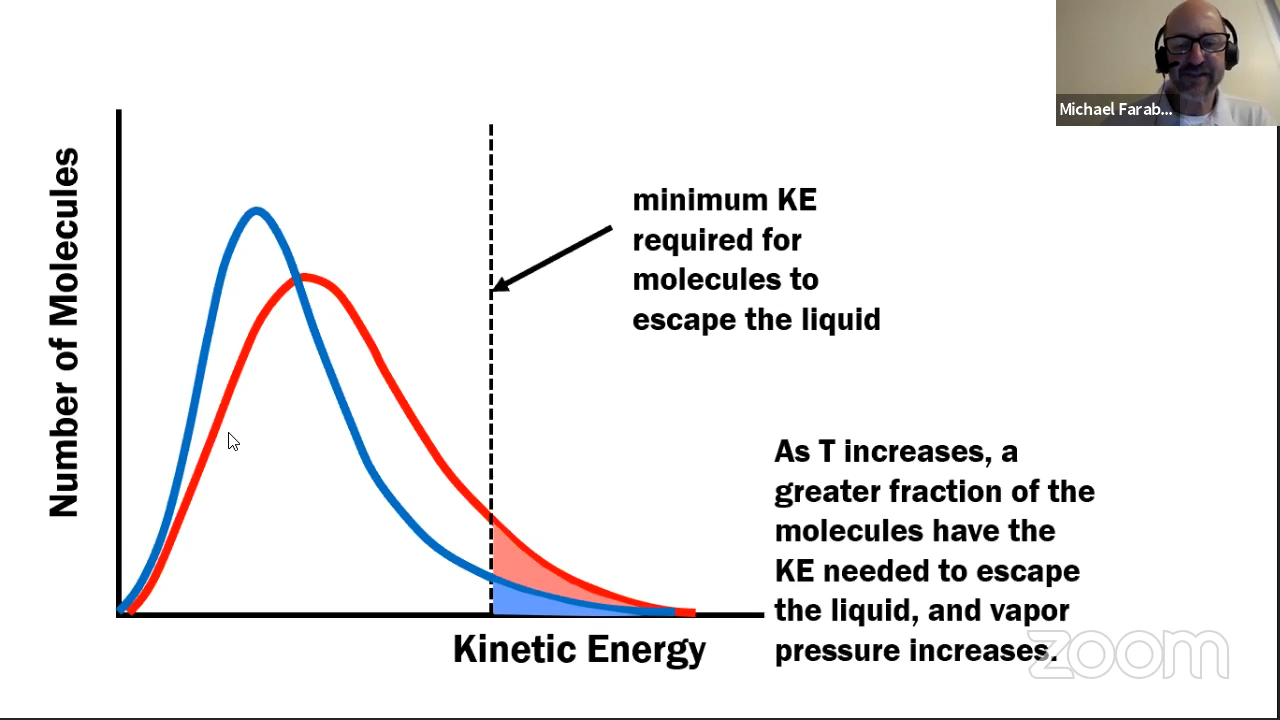 Michael Farab...
Number of Molecules
minimum KE
required for
molecules to
escape the liquid
As T increases, a
greater fraction of the
molecules have the
KE needed to escape
the liquid, and vapor
pressure increases.
Kinetic Energy
zoom